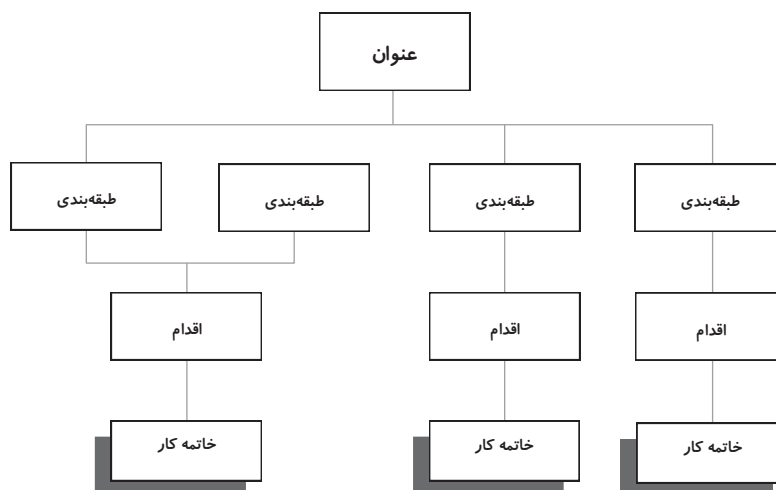 عنوان
طبقه‌بندی
طبقه‌بندی
طبقه‌بندی
طبقه‌بندی
اقدام
اقدام
اقدام
خاتمه کار
خاتمه کار
خاتمه کار